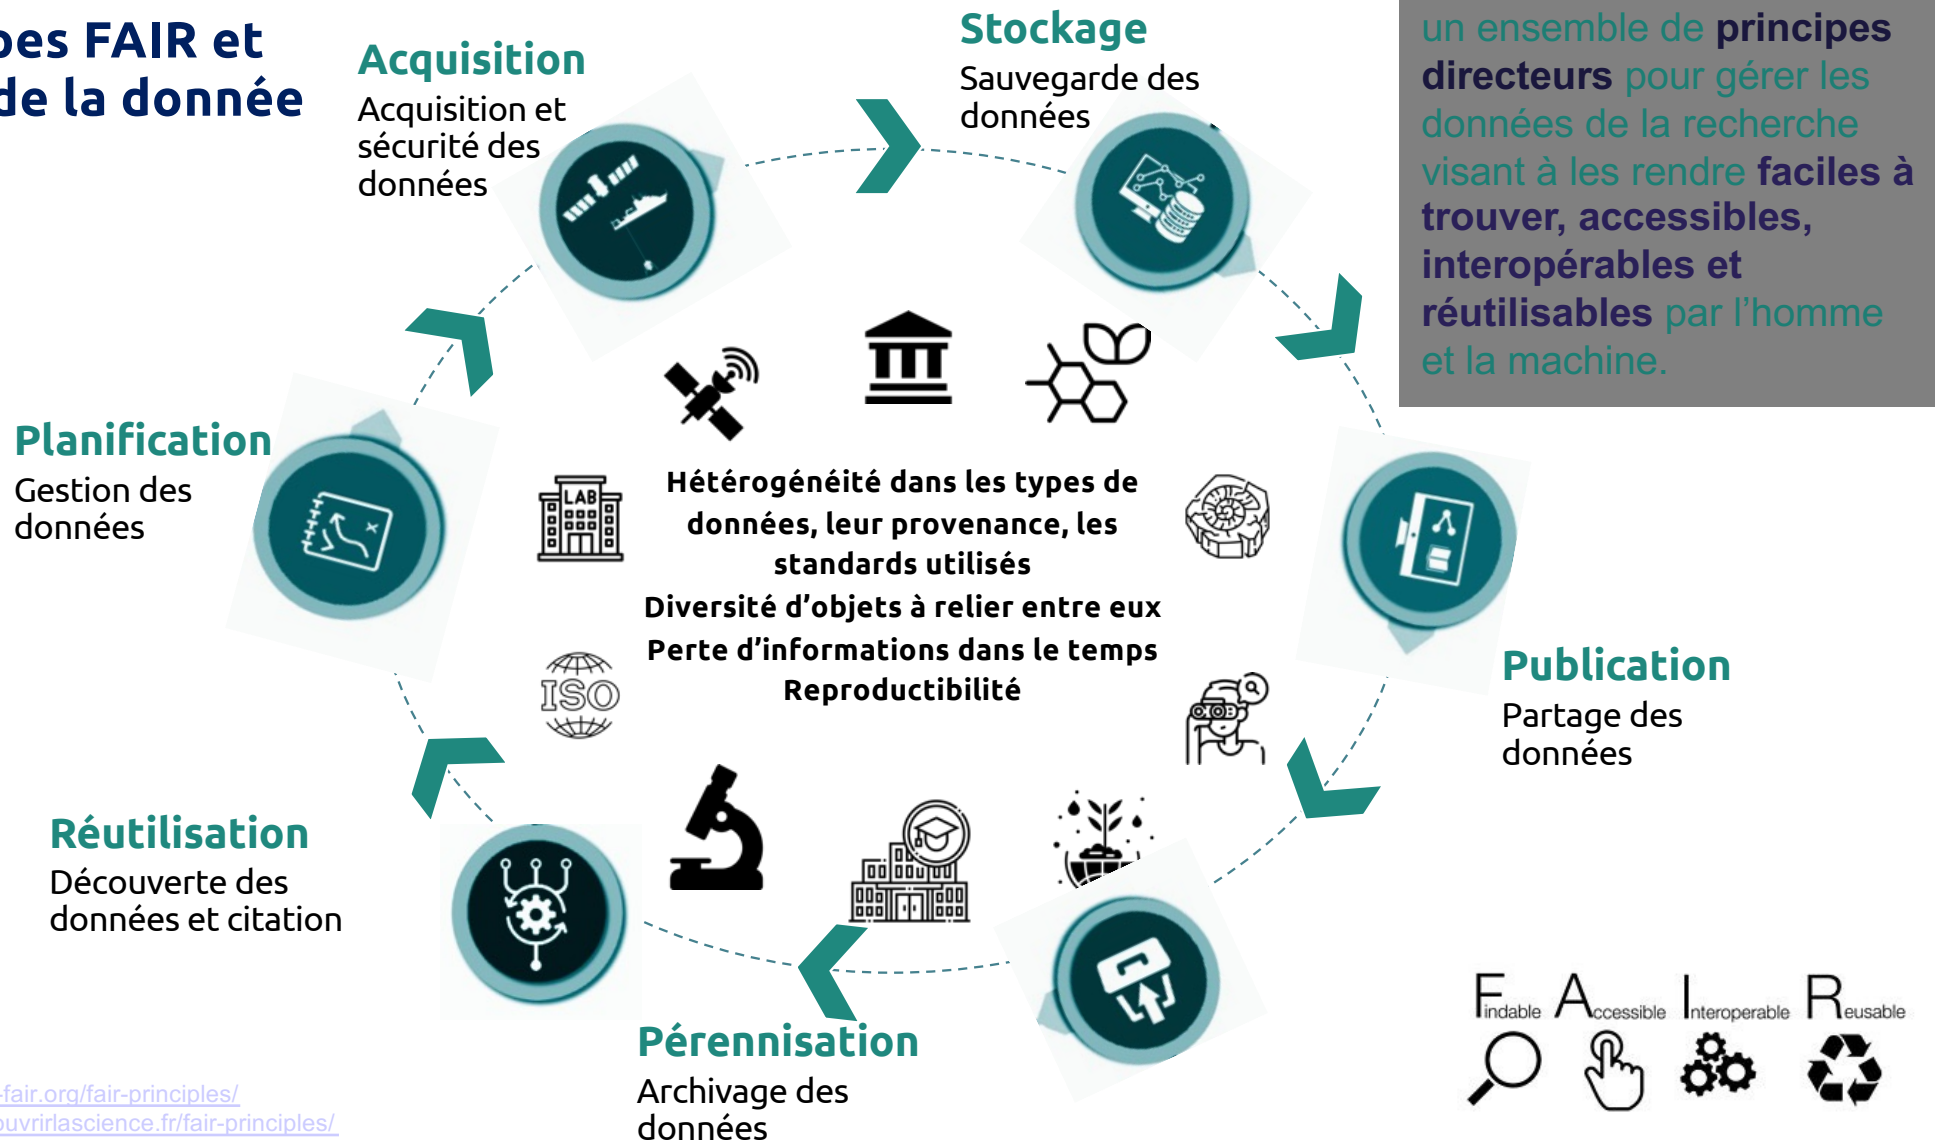 pes FAIR et
de la donnée
Acquisition
Acquisition et
sécurité des
données
Stockage
Sauvegarde des
données
un ensemble de principes
directeurs pour gérer les
données de la recherche
visant à les rendre faciles à
trouver, accessibles,
interopérables et
réutilisables par l'homme
et la machine.
Planification
Gestion des
données
LAB
Hétérogénéité dans les types de
données, leur provenance, les
standards utilisés
Diversité d'objets à relier entre eux
Perte d'informations dans le temps
Reproductibilité
ISO
Publication
Partage des
données
Réutilisation
Découverte des
données et citation
Pérennisation
Archivage des
données
Findable Accessible Interoperable Reusable
-fair.org/fair-principles/
ouvrirlascience.fr/fair-principles/